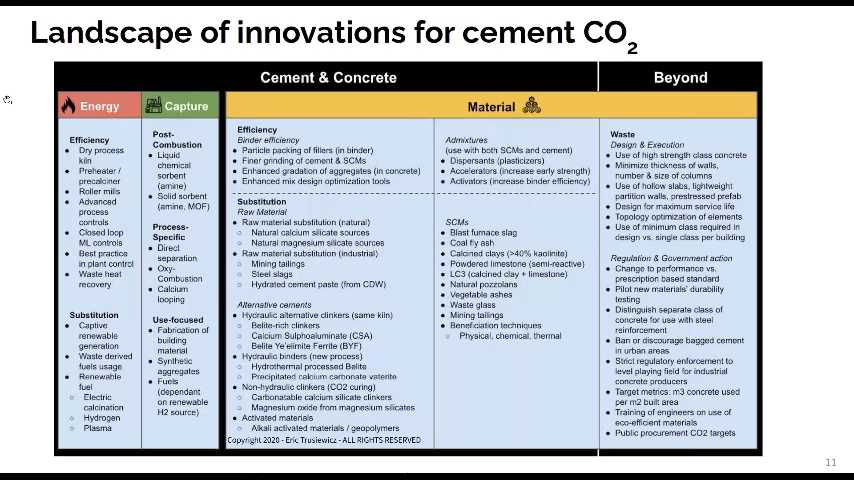 Landscape of innovations for cement CO2
Cement & Concrete
Beyond
Energy
Capture
Material
Efficiency
● Dry process
kiln
● Preheater /
precalciner
● Roller mills
● Advanced
process
controls
● Closed loop
ML controls
● Best practice
in plant control
● Waste heat
recovery
Substitution
● Captive
renewable
generation
● Waste derived
fuels usage
● Renewable
fuel
○ Electric
calcination
○ Hydrogen
○ Plasma
Post-
Combustion
● Liquid
chemical
sorbent
(amine)
● Solid sorbent
(amine, MOF)
Process-
Specific
● Direct
separation
● Oxy-
Combustion
● Calcium
looping
Use-focused
● Fabrication of
building
material
● Synthetic
aggregates
● Fuels
(dependant
on renewable
H2 source)
Efficiency
Binder efficiency
● Particle packing of fillers (in binder)
● Finer grinding of cement & SCMs
● Enhanced gradation of aggregates (in concrete)
● Enhanced mix design optimization tools
Substitution
Raw Material
● Raw material substitution (natural)
○ Natural calcium silicate sources
○ Natural magnesium silicate sources
● Raw material substitution (industrial)
○ Mining tailings
○ Steel slags
○ Hydrated cement paste (from CDW)
Alternative cements
● Hydraulic alternative clinkers (same kiln)
○ Belite-rich clinkers
○ Calcium Sulphoaluminate (CSA)
○ Belite Ye'elimite Ferrite (BYF)
● Hydraulic binders (new process)
○ Hydrothermal processed Belite
○ Precipitated calcium carbonate vaterite
● Non-hydraulic clinkers (CO2 curing)
○ Carbonatable calcium silicate clinkers
○ Magnesium oxide from magnesium silicates
● Activated materials
○ Alkali activated materials / geopolymers
Copyright 2020 - Eric Trusiewicz - ALL RIGHTS RESERVED
Admixtures
(use with both SCMs and cement)
● Dispersants (plasticizers)
● Accelerators (increase early strength)
● Activators (increase binder efficiency)
SCMs
● Blast furnace slag
● Coal fly ash
● Calcined clays (>40% kaolinite)
● Powdered limestone (semi-reactive)
● LC3 (calcined clay + limestone)
● Natural pozzolans
● Vegetable ashes
● Waste glass
● Mining tailings
● Beneficiation techniques
○ Physical, chemical, thermal
Waste
Design & Execution
● Use of high strength class concrete
● Minimize thickness of walls,
number & size of columns
● Use of hollow slabs, lightweight
partition walls, prestressed prefab
● Design for maximum service life
● Topology optimization of elements
● Use of minimum class required in
design vs. single class per building
Regulation & Government action
● Change to performance vs.
prescription based standard
● Pilot new materials' durability
testing
● Distinguish separate class of
concrete for use with steel
reinforcement
● Ban or discourage bagged cement
in urban areas
● Strict regulatory enforcement to
level playing field for industrial
concrete producers
● Target metrics: m3 concrete used
per m2 built area
● Training of engineers on use of
eco-efficient materials
● Public procurement CO2 targets
11